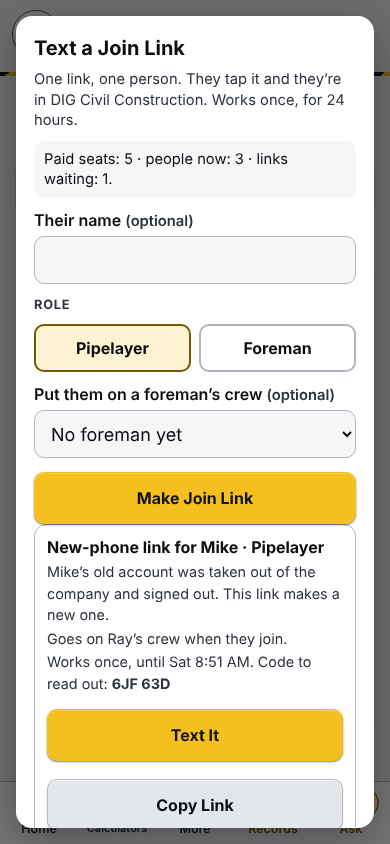 Text a Join Link
One link, one person. They tap it and they’re
in DIG Civil Construction. Works once, for 24
hours.
Paid seats: 5 · people now: 3 · links
waiting: 1.
Their name (optional)
ROLE
Pipelayer
Foreman
Put them on a foreman’s crew (optional)
No foreman yet
Make Join Link
New-phone link for Mike · Pipelayer
Mike’s old account was taken out of the
company and signed out. This link makes a
new one.
Goes on Ray’s crew when they join.
Works once, until Sat 8:51 AM. Code to
read out: 6JF 63D
Text It
Copy Link
Home
Calculators
More
Records
Ask